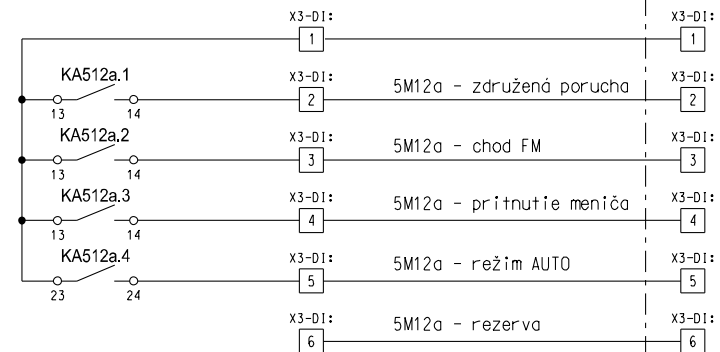 X3-DI: X3-DI:
1 1
KA512a.1 X3-DI: 5M12a - združená porucha X3-DI:
13 14 2 2
KA512a.2 X3-DI: 5M12a - chod FM X3-DI:
13 14 3 3
KA512a.3 X3-DI: 5M12a - pritnutie meniča X3-DI:
13 14 4 4
KA512a.4 X3-DI: 5M12a - režim AUTO X3-DI:
23 24 5 5
X3-DI: 5M12a - rezerva X3-DI:
6 6